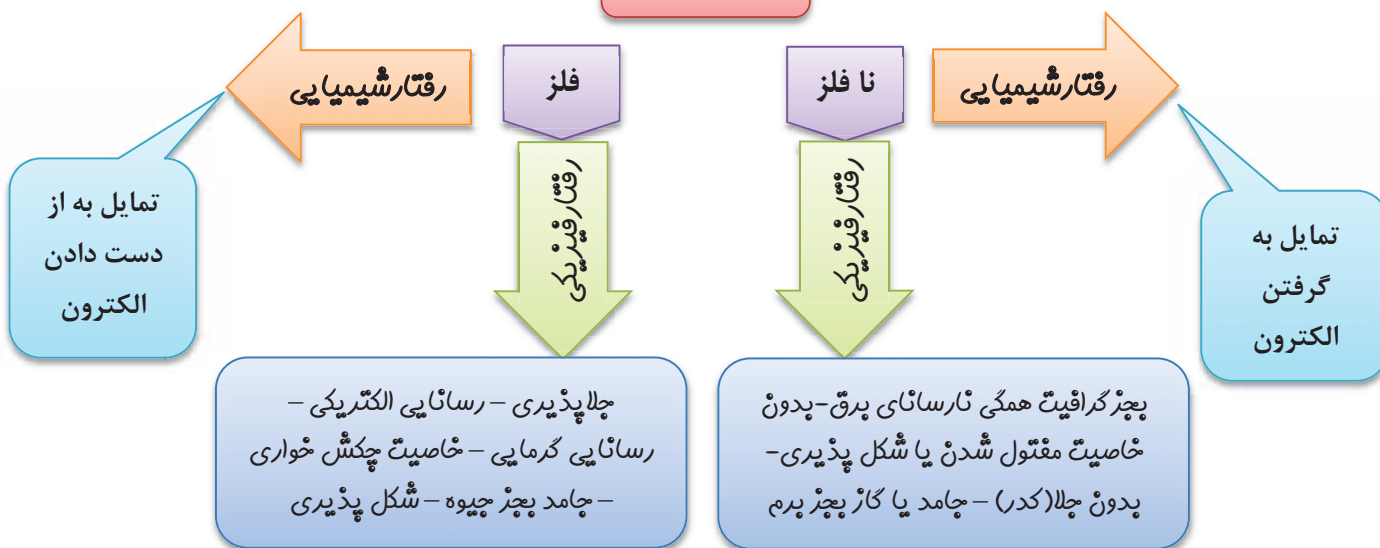 رفتارشیمیایی
نا فلز
فلز
رفتارشیمیایی
رفتارفیزیکی
رفتارفیزیکی
تمایل به
گرفتن
الکترون
تمایل به از
دست دادن
الکترون
بجز گرافیت همگی نارسانای برق-بدون
خاصیت مفتول شدن یا شکل پذیری-
بدون جلا(کدر) – جامد یا گاز بجز برم
جلاپذیری – رسانایی الکتریکی –
رسانایی گرمایی – خاصیت چکش خواری
– جامد بجز جیوه – شکل پذیری